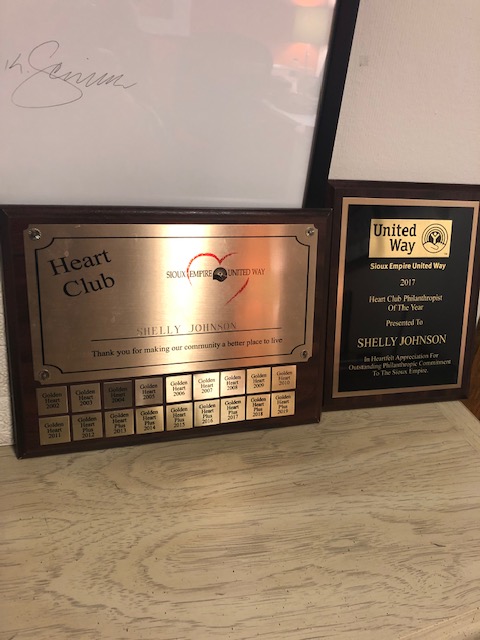 Heart
Club
SIOUX EMPIRE UNITED WAY
SHELLY JOHNSON
Thank you for making our community a better place to live
Golden
Heart
2002
Golden
Heart
2003
Golden
Heart
2004
Golden
Heart
2005
Golden
Heart
2006
Golden
Heart
2007
Golden
Heart
2008
Golden
Heart
2009
Golden
Heart
2010
Golden
Heart
2011
Golden
Heart
2012
Golden
Heart
Plus
2013
Golden
Heart
Plus
2014
Golden
Heart
Plus
2015
Golden
Heart
Plus
2016
Golden
Heart
Plus
2017
Golden
Heart
Plus
2018
Golden
Heart
Plus
2019
United
Way
Sioux Empire United Way
2017
Heart Club Philanthropist
Of The Year
Presented To
SHELLY JOHNSON
In Heartfelt Appreciation For
Outstanding Philanthropic Commitment
To The Sioux Empire.